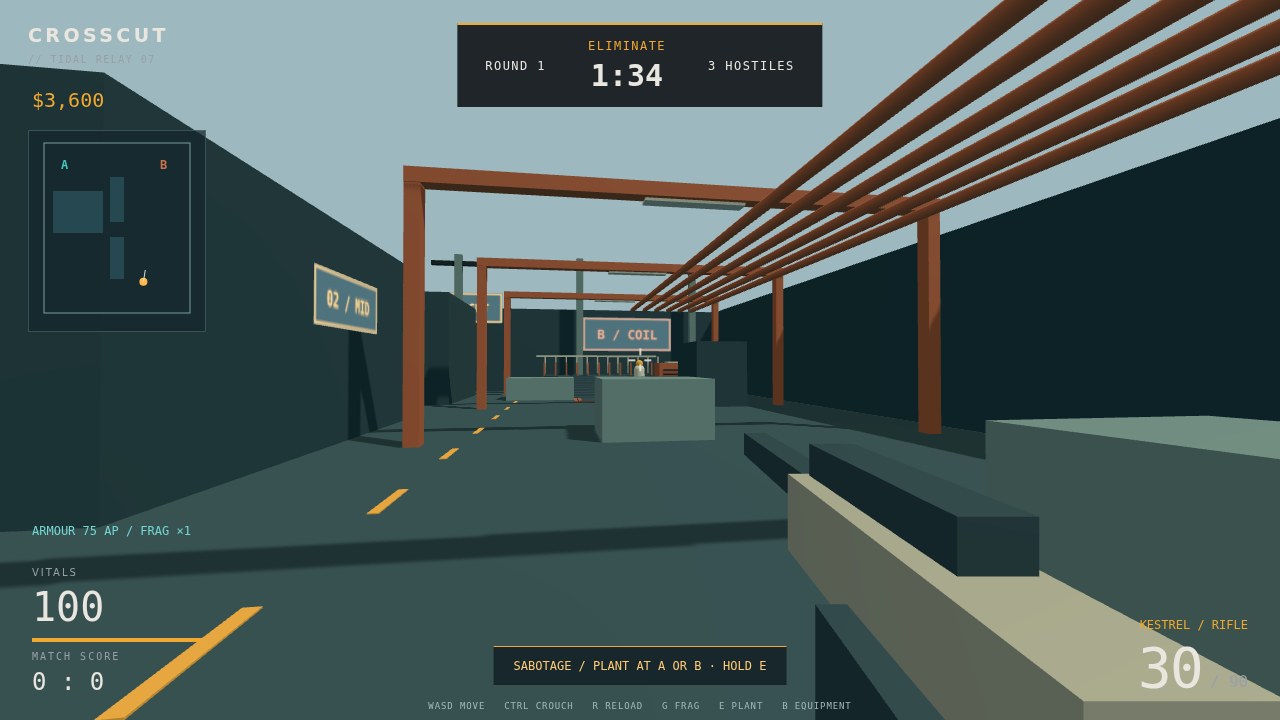 CROSSCUT
// TIDAL RELAY 07
$3,600
A
B
ELIMINATE
ROUND 1
1:34
3 HOSTILES
02 / MID
B / COIL
ARMOUR 75 AP / FRAG ×1
VITALS
100
MATCH SCORE
0 : 0
SABOTAGE / PLANT AT A OR B · HOLD E
WASD MOVE CTRL CROUCH R RELOAD G FRAG E PLANT B EQUIPMENT
KESTREL / RIFLE
30 / 90